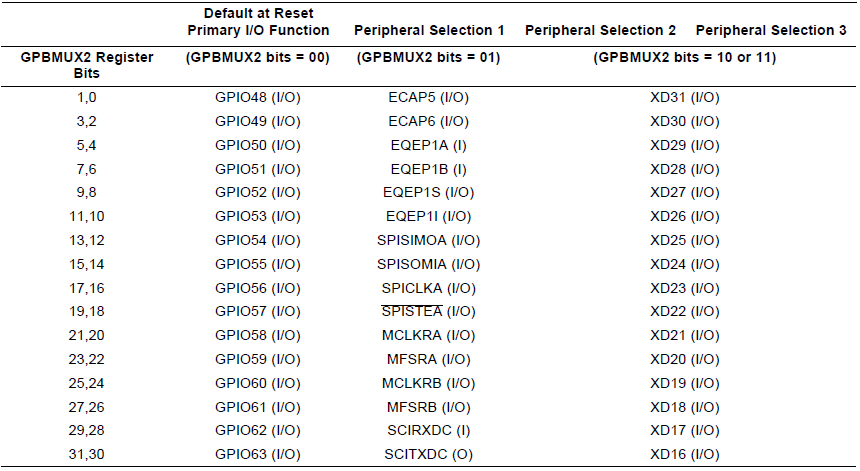 Default at Reset
Primary I/O Function Peripheral Selection 1 Peripheral Selection 2 Peripheral Selection 3
GPBMUX2 Register Bits (GPBMUX2 bits = 00) (GPBMUX2 bits = 01) (GPBMUX2 bits = 10 or 11)
1,0 GPIO48 (I/O) ECAP5 (I/O) XD31 (I/O)
3,2 GPIO49 (I/O) ECAP6 (I/O) XD30 (I/O)
5,4 GPIO50 (I/O) EQEP1A (I) XD29 (I/O)
7,6 GPIO51 (I/O) EQEP1B (I) XD28 (I/O)
9,8 GPIO52 (I/O) EQEP1S (I/O) XD27 (I/O)
11,10 GPIO53 (I/O) EQEP1I (I/O) XD26 (I/O)
13,12 GPIO54 (I/O) SPISIMOA (I/O) XD25 (I/O)
15,14 GPIO55 (I/O) SPISOMIA (I/O) XD24 (I/O)
17,16 GPIO56 (I/O) SPICLKA (I/O) XD23 (I/O)
19,18 GPIO57 (I/O) SPISTEA (I/O) XD22 (I/O)
21,20 GPIO58 (I/O) MCLKRA (I/O) XD21 (I/O)
23,22 GPIO59 (I/O) MFSRA (I/O) XD20 (I/O)
25,24 GPIO60 (I/O) MCLKRB (I/O) XD19 (I/O)
27,26 GPIO61 (I/O) MFSRB (I/O) XD18 (I/O)
29,28 GPIO62 (I/O) SCIRXDC (I) XD17 (I/O)
31,30 GPIO63 (I/O) SCITXDC (O) XD16 (I/O)